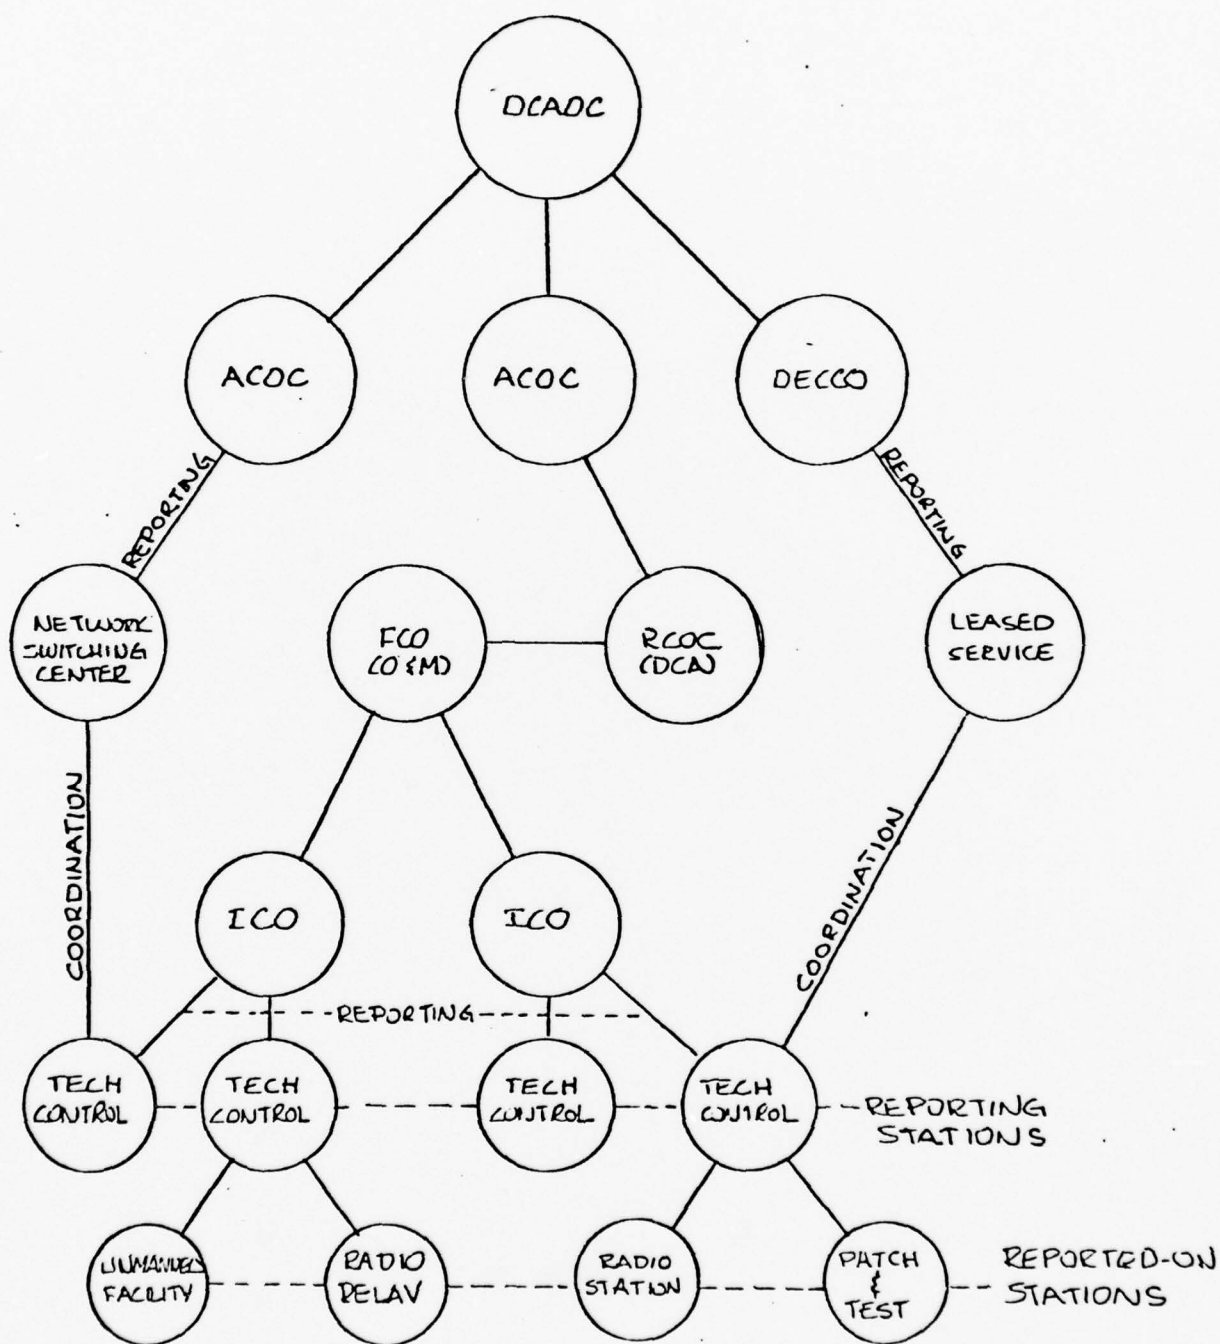 DCAOC
ACOC
ACOC
DECCO
REPORTING
REPORTING
NETWORK
SWITCHING
CENTER
FCO
(O&M)
RCOC
(DCA)
LEASED
SERVICE
COORDINATION
COORDINATION
ICO
ICO
REPORTING
TECH
CONTROL
TECH
CONTROL
TECH
CONTROL
TECH
CONTROL
REPORTING
STATIONS
UNMANNED
FACILITY
RADIO
RELAY
RADIO
STATION
PATCH
&
TEST
REPORTED-ON
STATIONS